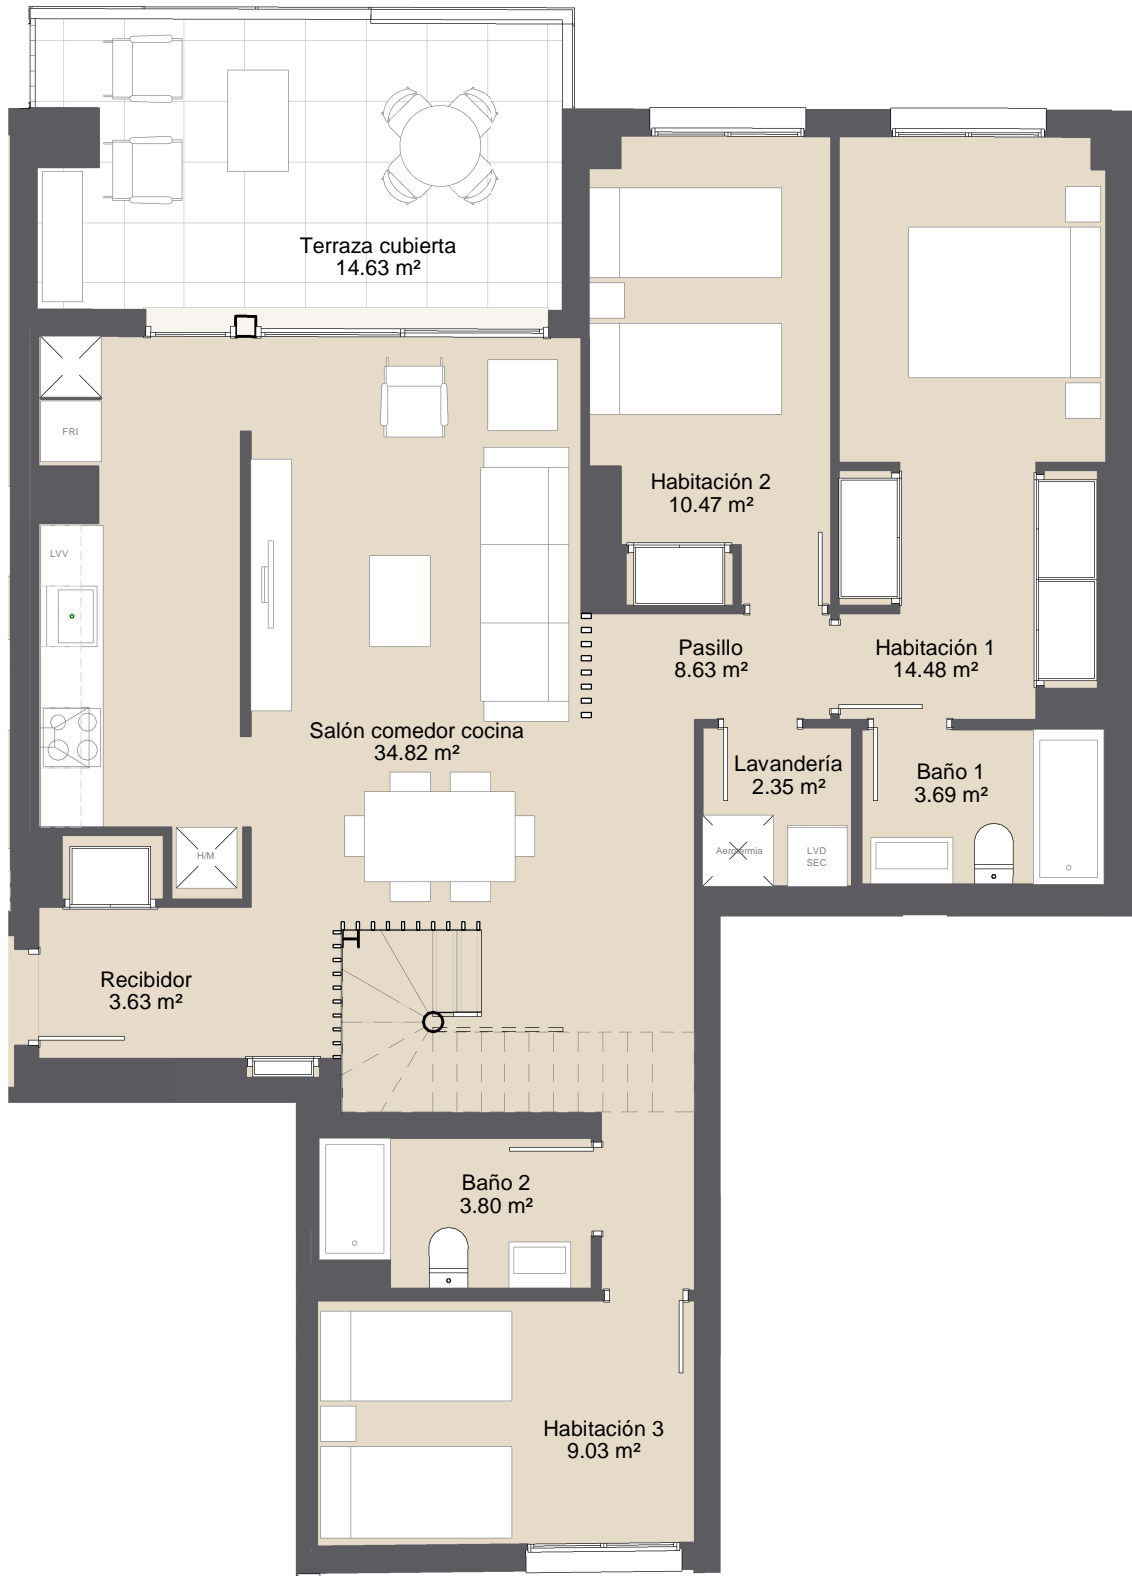 Terraza cubierta
14.63 m²
FRI
Habitación 2
10.47 m²
LVV
Pasillo
8.63 m²
Habitación 1
14.48 m²
Salón comedor cocina
34.82 m²
Lavandería
2.35 m²
Baño 1
3.69 m²
H/M
Aerotermia
LVD
SEC
Recibidor
3.63 m²
Baño 2
3.80 m²
Habitación 3
9.03 m²